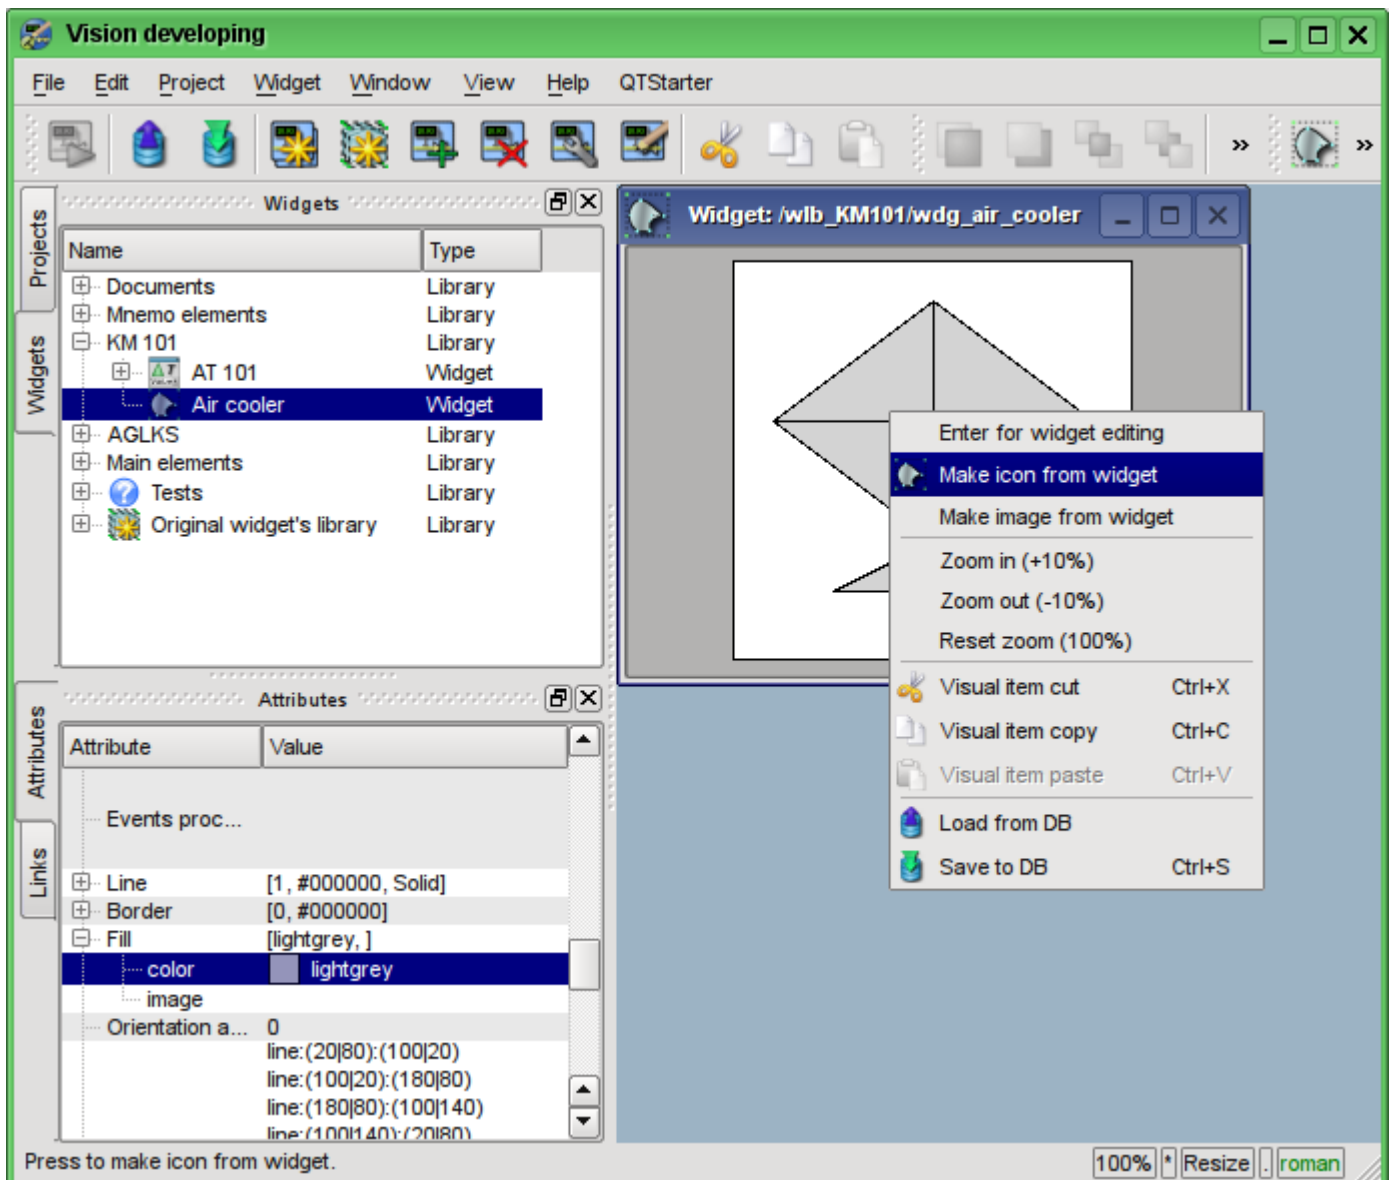 Vision developing
File Edit Project Widget Window View Help QTStarter
» »
Projects
Widgets
Widgets
Name Type
Documents Library
Mnemo elements Library
KM 101 Library
AT 101 Widget
Air cooler Widget
AGLKS Library
Main elements Library
Tests Library
Original widget's library Library
Widget: /wlb_KM101/wdg_air_cooler
Enter for widget editing
Make icon from widget
Make image from widget
Zoom in (+10%)
Zoom out (-10%)
Reset zoom (100%)
Visual item cut Ctrl+X
Visual item copy Ctrl+C
Visual item paste Ctrl+V
Load from DB
Save to DB Ctrl+S
Attributes
Links
Attributes
Attribute Value
Events proc...
Line [1, #000000, Solid]
Border [0, #000000]
Fill [lightgrey, ]
color lightgrey
image
Orientation a... 0
line:(20|80):(100|20)
line:(100|20):(180|80)
line:(180|80):(100|140)
line:(100|140):(20|80)
Press to make icon from widget. 100% * Resize . roman